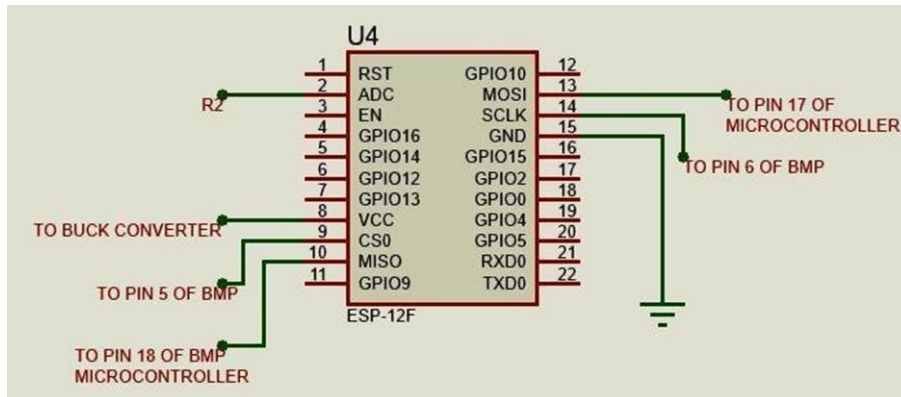 U4
1 RST GPIO10 12
2 ADC MOSI 13
3 EN SCLK 14
4 GPIO16 GND 15
5 GPIO14 GPIO15 16
6 GPIO12 GPIO2 17
7 GPIO13 GPIO0 18
8 VCC GPIO4 19
9 CS0 GPIO5 20
10 MISO RXD0 21
11 GPIO9 TXD0 22
ESP-12F
R2
TO BUCK CONVERTER
TO PIN 5 OF BMP
TO PIN 18 OF BMP
MICROCONTROLLER
TO PIN 17 OF
MICROCONTROLLER
TO PIN 6 OF BMP